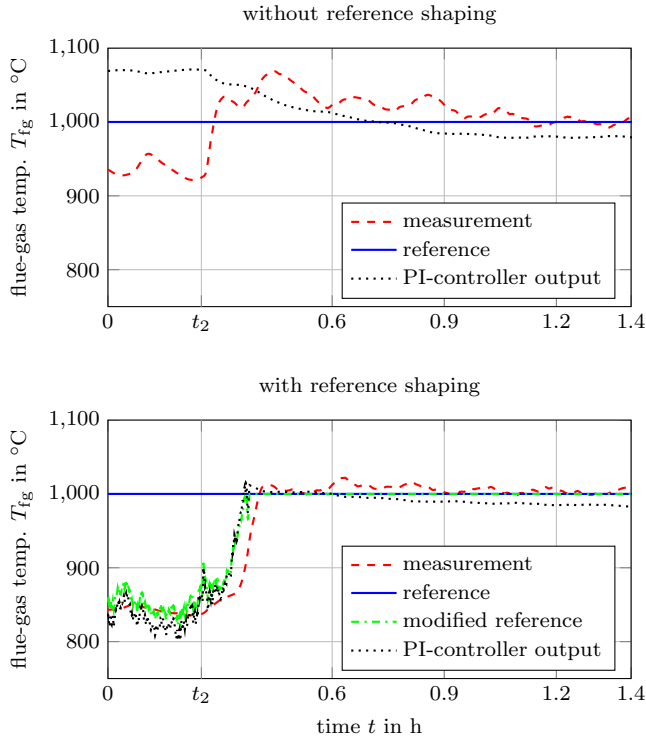 without reference shaping
1,100
1,000
900
800
flue-gas temp. T_fg in °C
measurement
reference
PI-controller output
0 t_2 0.6 0.9 1.2 1.4
with reference shaping
1,100
1,000
900
800
flue-gas temp. T_fg in °C
measurement
reference
modified reference
PI-controller output
0 t_2 0.6 0.9 1.2 1.4
time t in h